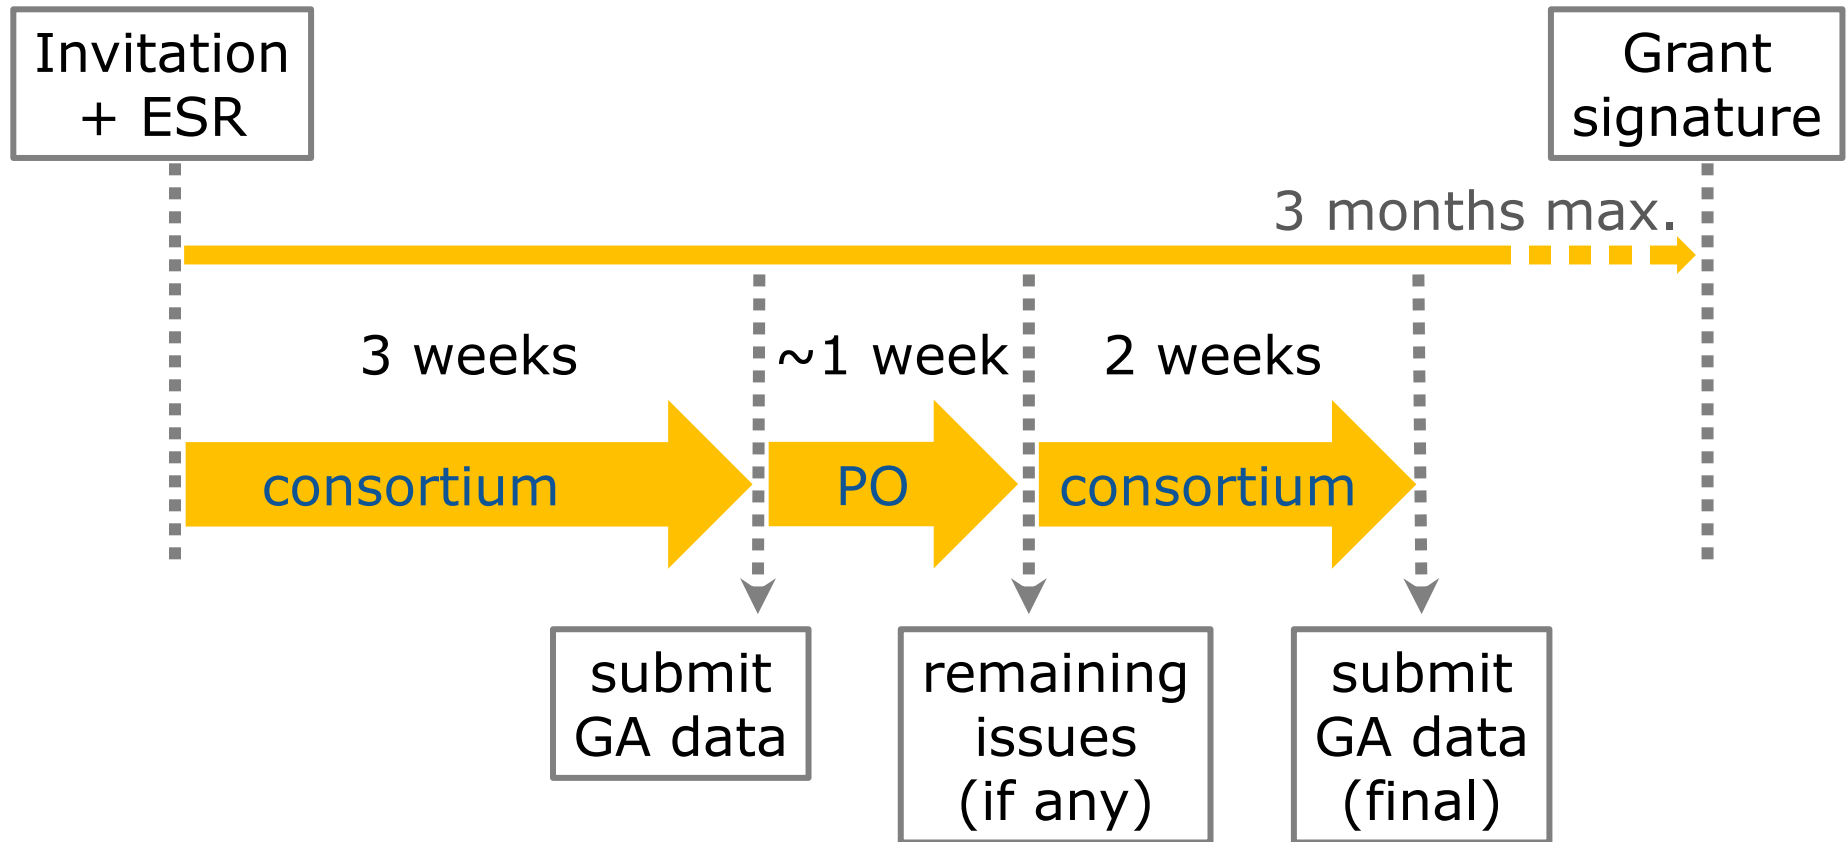 Invitation
+ ESR
Grant
signature
3 months max.
3 weeks
~1 week
2 weeks
consortium
PO
consortium
submit
GA data
remaining
issues
(if any)
submit
GA data
(final)